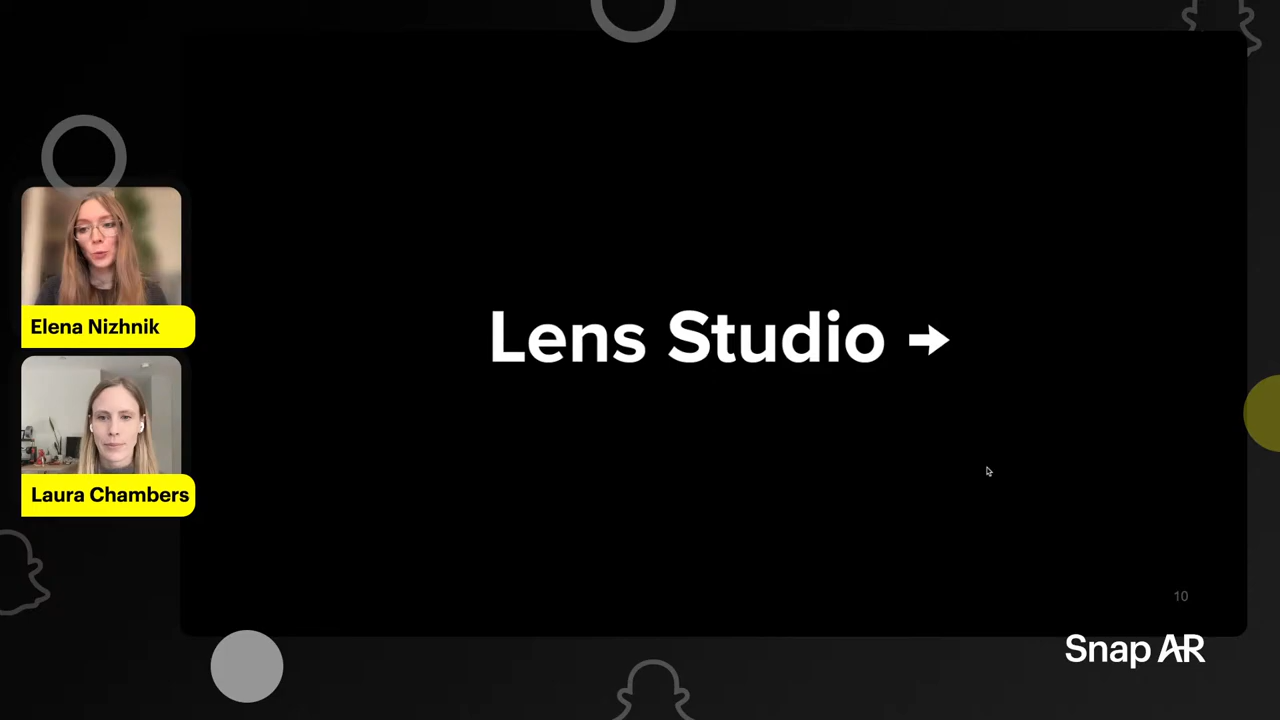 Lens Studio →
Elena Nizhnik
Laura Chambers
10
Snap AR